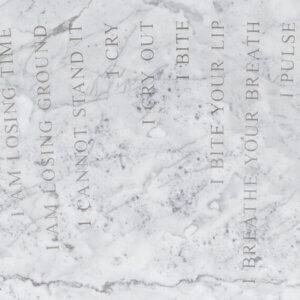 I AM LOSING TIME
I AM LOSING GROUND
I CANNOT STAND IT
I CRY
I CRY OUT
I BITE
I BITE YOUR LIP
I BREATHE YOUR BREATH
I PULSE